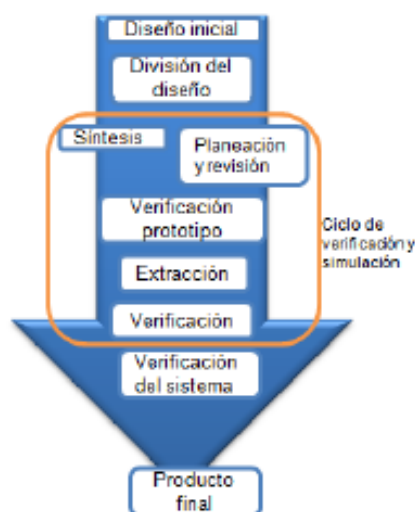 Diseño inicial
División del
diseño
Síntesis
Planeación
y revisión
Verificación
prototipo
Ciclo de
verificación y
simulación
Extracción
Verificación
Verificación
del sistema
Producto
final